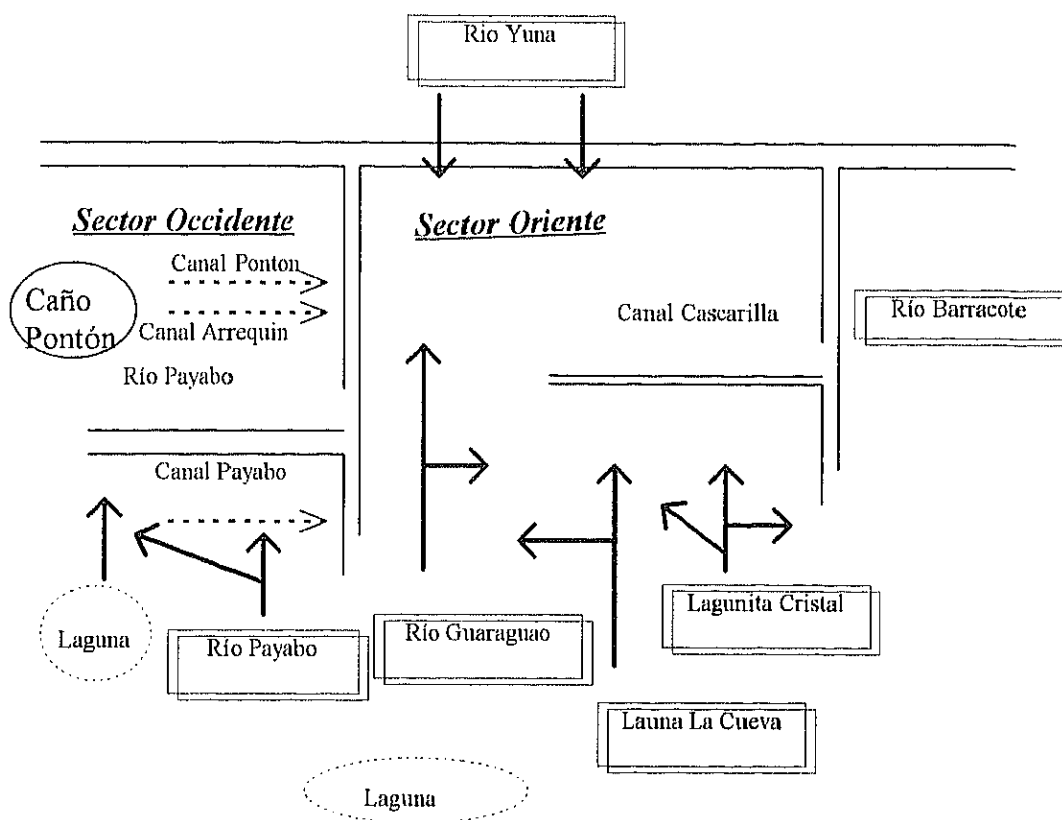 Rio Yuna
Sector Occidente
Sector Oriente
Canal Ponton
Caño
Pontón
Canal Arrequin
Canal Cascarilla
Río Barracote
Río Payabo
Canal Payabo
Laguna
Río Payabo
Río Guaraguao
Lagunita Cristal
Launa La Cueva
Laguna